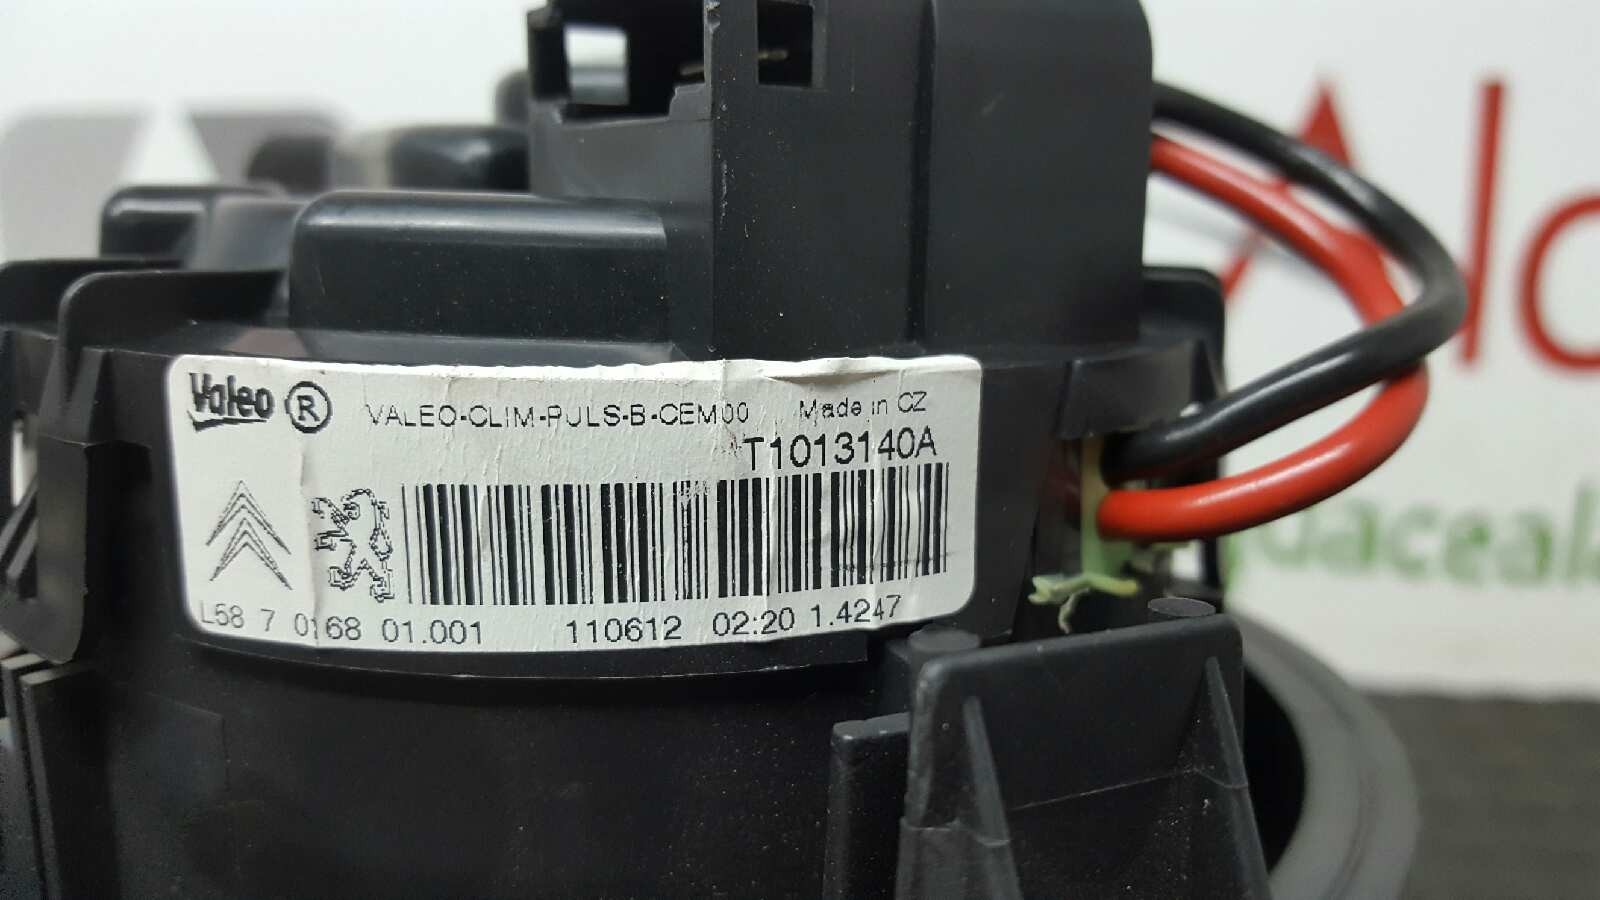 Valeo ® VALEO-CLIM-PULS-B-CEM00 Made in CZ
T1013140A
L58 7 0168 01.001 110612 02:20 1.4247